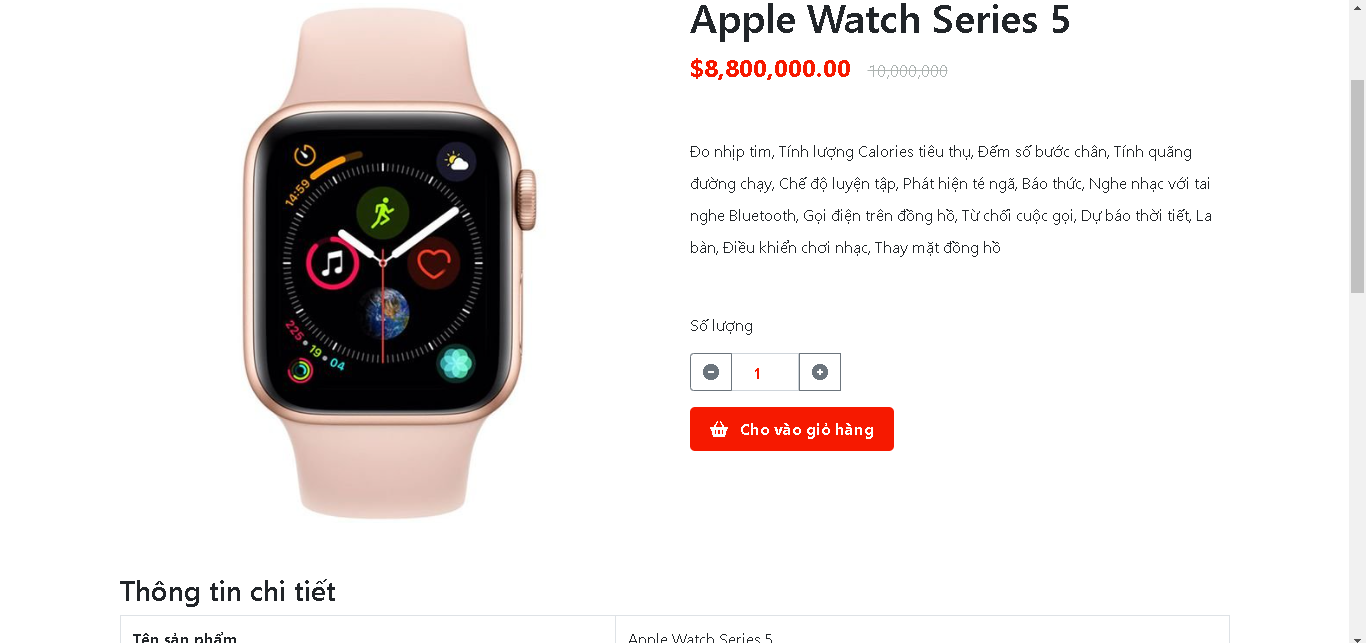 Apple Watch Series 5
$8,800,000.00 10,000,000
Đo nhịp tim, Tính lượng Calories tiêu thụ, Đếm số bước chân, Tính quãng
đường chạy, Chế độ luyện tập, Phát hiện té ngã, Báo thức, Nghe nhạc với tai
nghe Bluetooth, Gọi điện trên đồng hồ, Từ chối cuộc gọi, Dự báo thời tiết, La
bàn, Điều khiển chơi nhạc, Thay mặt đồng hồ
14:59
225 • 19 • 04
Số lượng
1
Cho vào giỏ hàng
Thông tin chi tiết
Tên sản phẩm Apple Watch Series 5